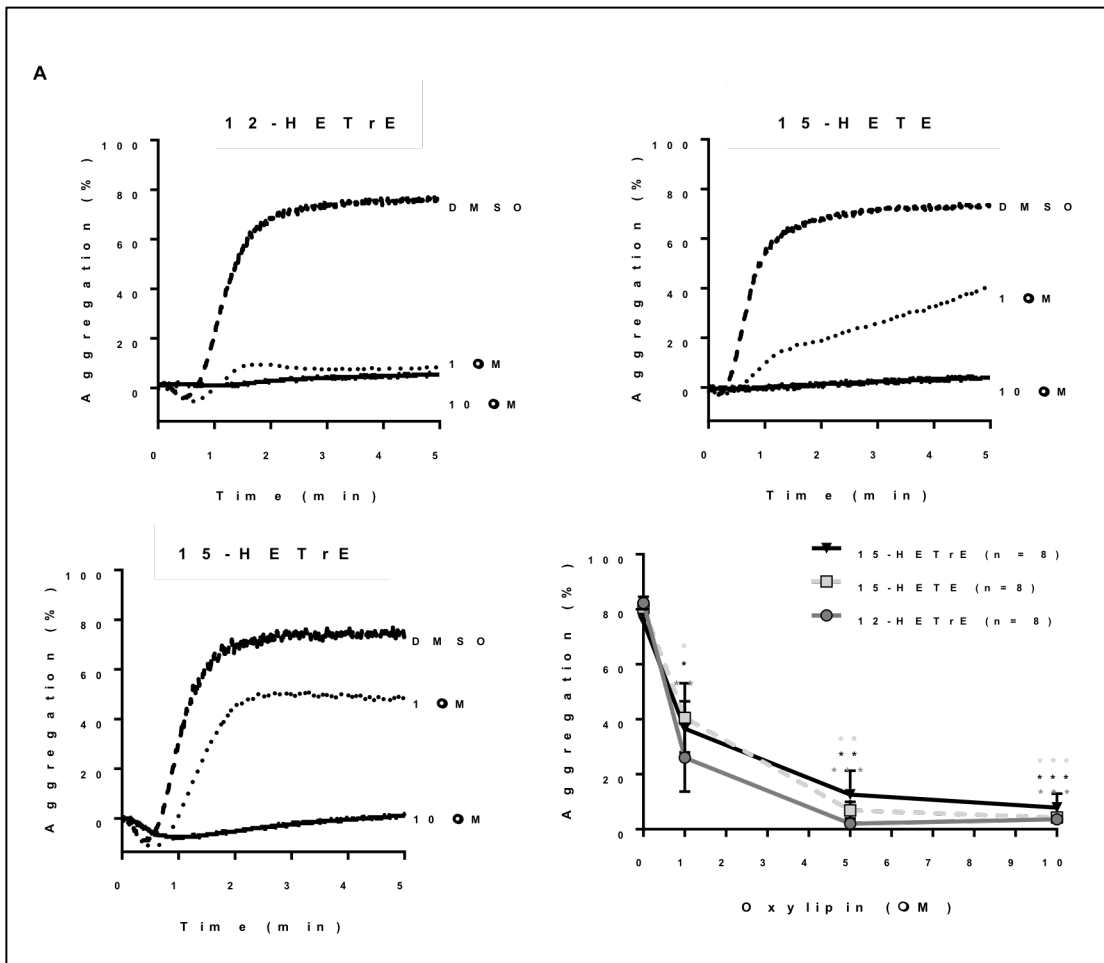 A
12-HETrE
100
80
60
40
20
0
Aggregation (%)
DMSO
1 M
10 M
0 1 2 3 4 5
Time (min)
15-HETE
100
80
60
40
20
0
Aggregation (%)
DMSO
1 M
10 M
0 1 2 3 4 5
Time (min)
15-HETrE
100
80
60
40
20
0
Aggregation (%)
DMSO
1 M
10 M
0 1 2 3 4 5
Time (min)
15-HETrE (n = 8)
15-HETE (n=8)
12-HETrE (n=8)
100
80
60
40
20
0
Aggregation (%)
*
*
**
**
**
***
***
***
***
0 1 2 3 4 5 6 7 8 9 10
Oxylipin ( M)